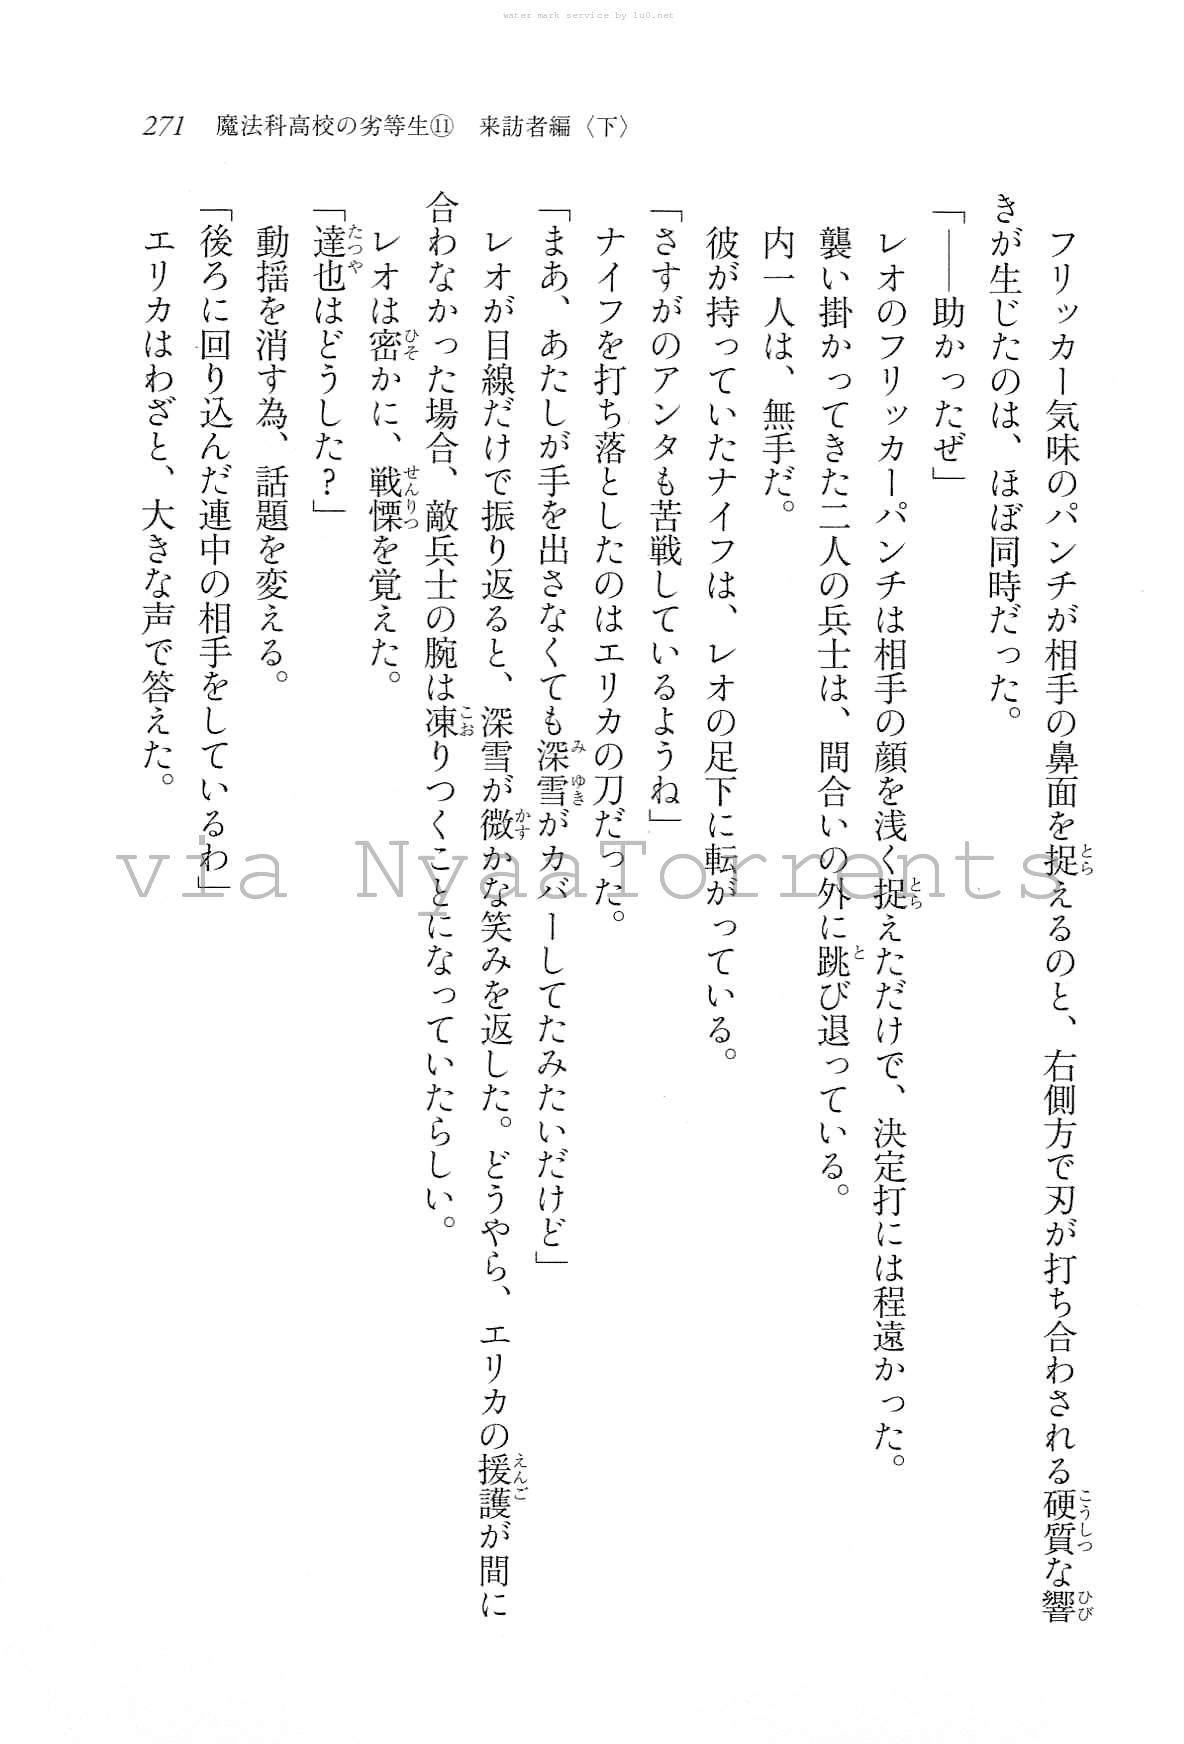 water mark service by lu0.net
271 魔法科高校の劣等生⑪ 来訪者編〈下〉
フリッカー気味のパンチが相手の鼻面を捉えるのと、右側方で刃が打ち合わされる硬質な響
きが生じたのは、ほぼ同時だった。
「――助かったぜ」
レオのフリッカーパンチは相手の顔を浅く捉えただけで、決定打には程遠かった。
襲い掛かってきた二人の兵士は、間合いの外に跳び退っている。
内一人は、無手だ。
彼が持っていたナイフは、レオの足下に転がっている。
「さすがのアンタも苦戦しているようね」
ナイフを打ち落としたのはエリカの刀だった。
「まあ、あたしが手を出さなくても深雪がカバーしてたみたいだけど」
レオが目線だけで振り返ると、深雪が微かな笑みを返した。どうやら、エリカの援護が間に
合わなかった場合、敵兵士の腕は凍りつくことになっていたらしい。
レオは密かに、戦慄を覚えた。
「達也はどうした?」
動揺を消す為、話題を変える。
「後ろに回り込んだ連中の相手をしているわ」
エリカはわざと、大きな声で答えた。
via NyaaTorrents